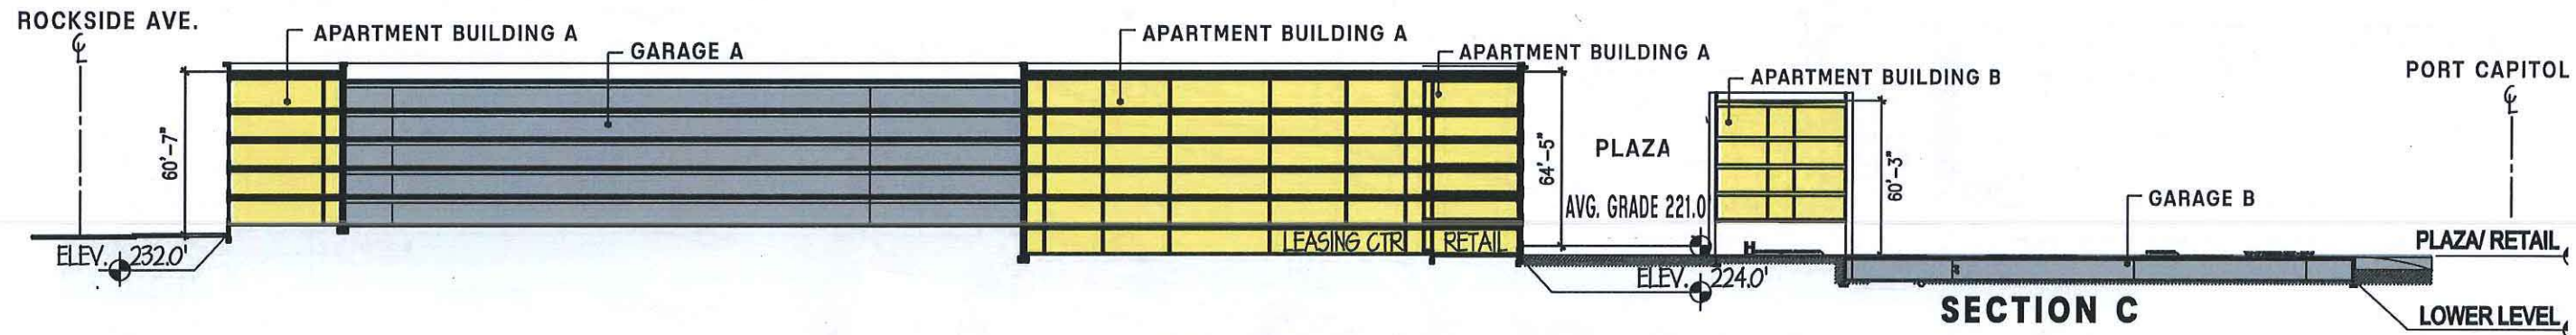 ROCKSIDE AVE.
℄
APARTMENT BUILDING A
GARAGE A
APARTMENT BUILDING A
APARTMENT BUILDING A
APARTMENT BUILDING B
PORT CAPITOL
℄
60'-7"
64'-5"
PLAZA
60'-3"
AVG. GRADE 221.0
GARAGE B
LEASING CTR
RETAIL
H
ELEV. 232.0'
PLAZA/ RETAIL
ELEV. 224.0'
SECTION C
LOWER LEVEL